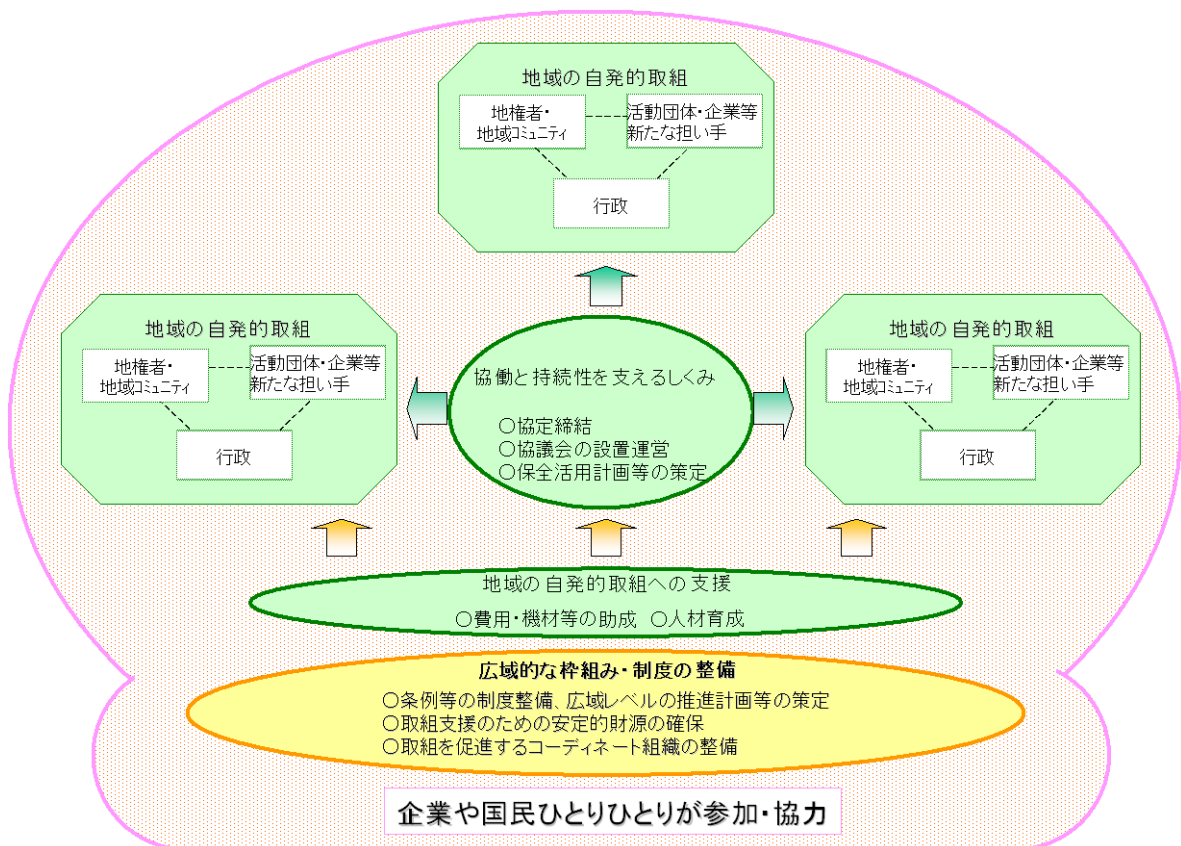 地域の自発的取組
地権者・
地域コミュニティ
活動団体・企業等
新たな担い手
行政
地域の自発的取組
地権者・
地域コミュニティ
活動団体・企業等
新たな担い手
行政
協働と持続性を支えるしくみ
○協定締結
○協議会の設置運営
○保全活用計画等の策定
地域の自発的取組
地権者・
地域コミュニティ
活動団体・企業等
新たな担い手
行政
地域の自発的取組への支援
○費用・機材等の助成 ○人材育成
広域的な枠組み・制度の整備
○条例等の制度整備、広域レベルの推進計画等の策定
○取組支援のための安定的財源の確保
○取組を促進するコーディネート組織の整備
企業や国民ひとりひとりが参加・協力